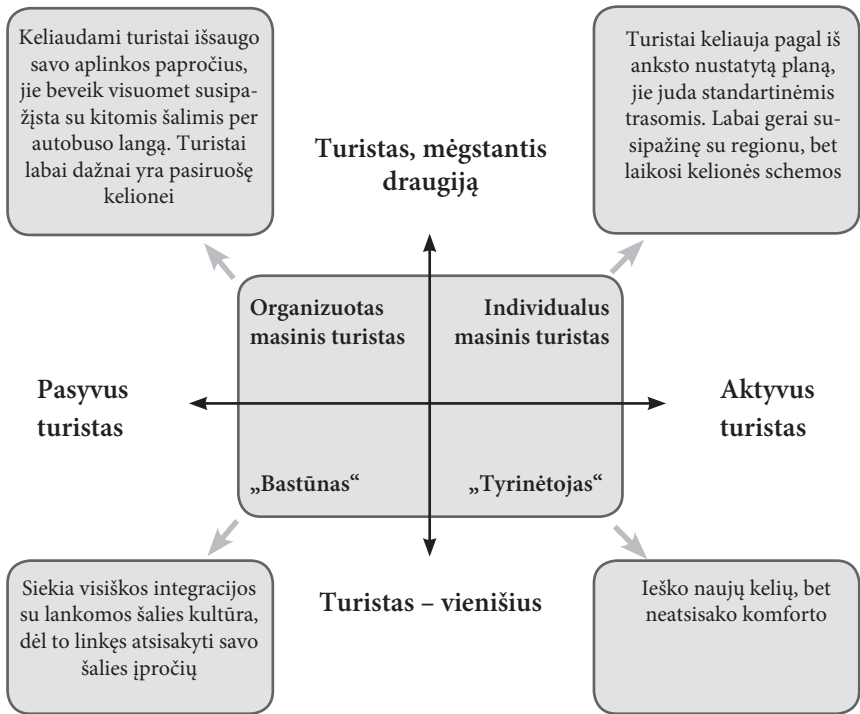 Keliaudami turistai išsaugo
savo aplinkos papročius,
jie beveik visuomet susipa-
žįsta su kitomis šalimis per
autobuso langą. Turistai
labai dažnai yra pasiruošę
kelionei
Turistai keliauja pagal iš
anksto nustatytą planą,
jie juda standartinėmis
trasomis. Labai gerai su-
sipažinę su regionu, bet
laikosi kelionės schemos
Turistas, mėgstantis
draugiją
Organizuotas
masinis turistas
Individualus
masinis turistas
Pasyvus
turistas
Aktyvus
turistas
„Bastūnas“
„Tyrinėtojas“
Turistas – vienišius
Siekia visiškos integracijos
su lankomos šalies kultūra,
dėl to linkęs atsisakyti savo
šalies įpročių
Ieško naujų kelių, bet
neatsisako komforto